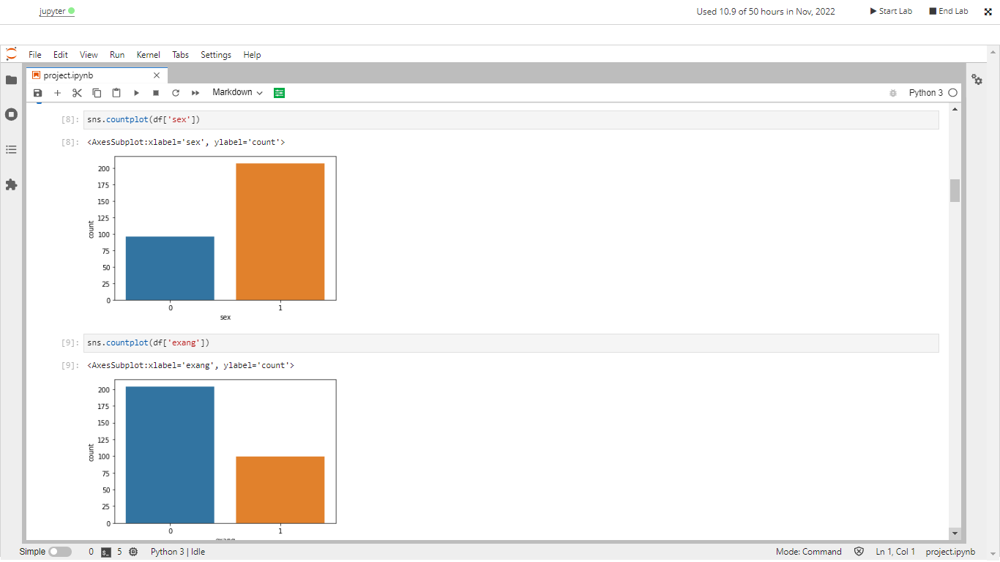 jupyter
Used 10.9 of 50 hours in Nov, 2022
Start Lab
End Lab
File Edit View Run Kernel Tabs Settings Help
project.ipynb
Markdown
Python 3
[8]: sns.countplot(df['sex'])
[8]: <AxesSubplot:xlabel='sex', ylabel='count'>
200
175
150
125
100
75
50
25
0
count
0 1
sex
[9]: sns.countplot(df['exang'])
[9]: <AxesSubplot:xlabel='exang', ylabel='count'>
200
175
150
125
100
75
50
25
0
count
0 1
exang
Simple 0 5 Python 3 | Idle Mode: Command Ln 1, Col 1 project.ipynb